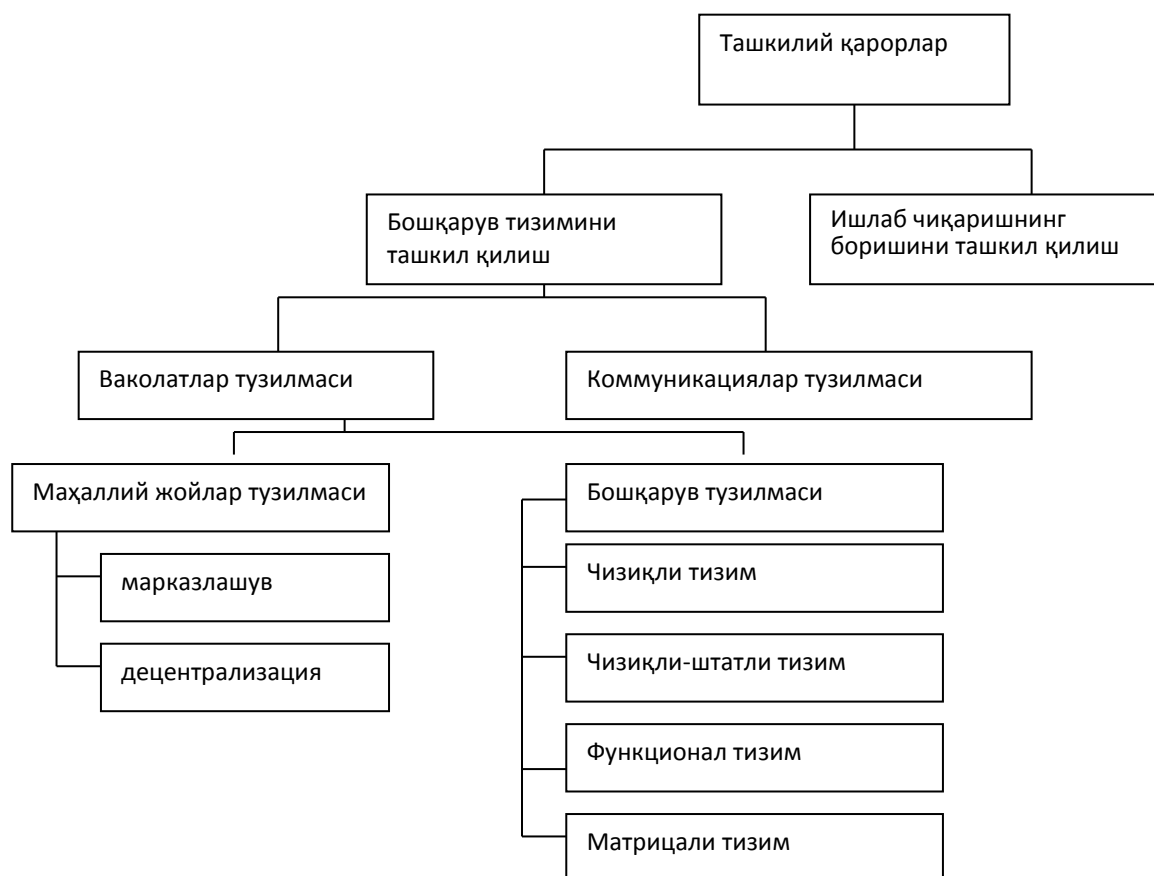 Ташкилий қарорлар
Бошқарув тизимини
ташкил қилиш
Ишлаб чиқаришнинг
боришини ташкил қилиш
Ваколатлар тузилмаси
Коммуникациялар тузилмаси
Маҳаллий жойлар тузилмаси
марказлашув
децентрализация
Бошқарув тузилмаси
Чизиқли тизим
Чизиқли-штатли тизим
Функционал тизим
Матрицали тизим